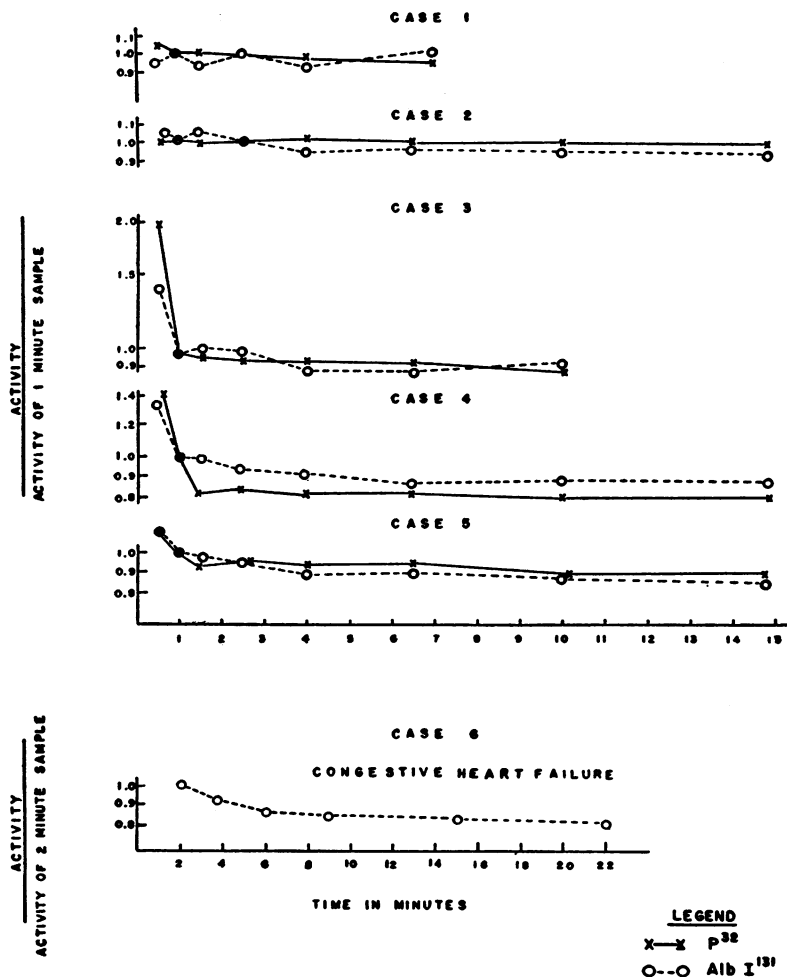 CASE 1
1.1
1.0
0.9
CASE 2
1.1
1.0
0.9
CASE 3
2.0
1.5
1.0
0.9
ACTIVITY
ACTIVITY OF 1 MINUTE SAMPLE
CASE 4
1.4
1.2
1.0
0.9
0.8
CASE 5
1.0
0.9
0.8
1 2 3 4 5 6 7 8 9 10 11 12 13 14 15
CASE 6
CONGESTIVE HEART FAILURE
ACTIVITY
ACTIVITY OF 2 MINUTE SAMPLE
1.0
0.9
0.8
2 4 6 8 10 12 14 16 18 20 22
TIME IN MINUTES
LEGEND
X—X P³²
O--O Alb I¹³¹